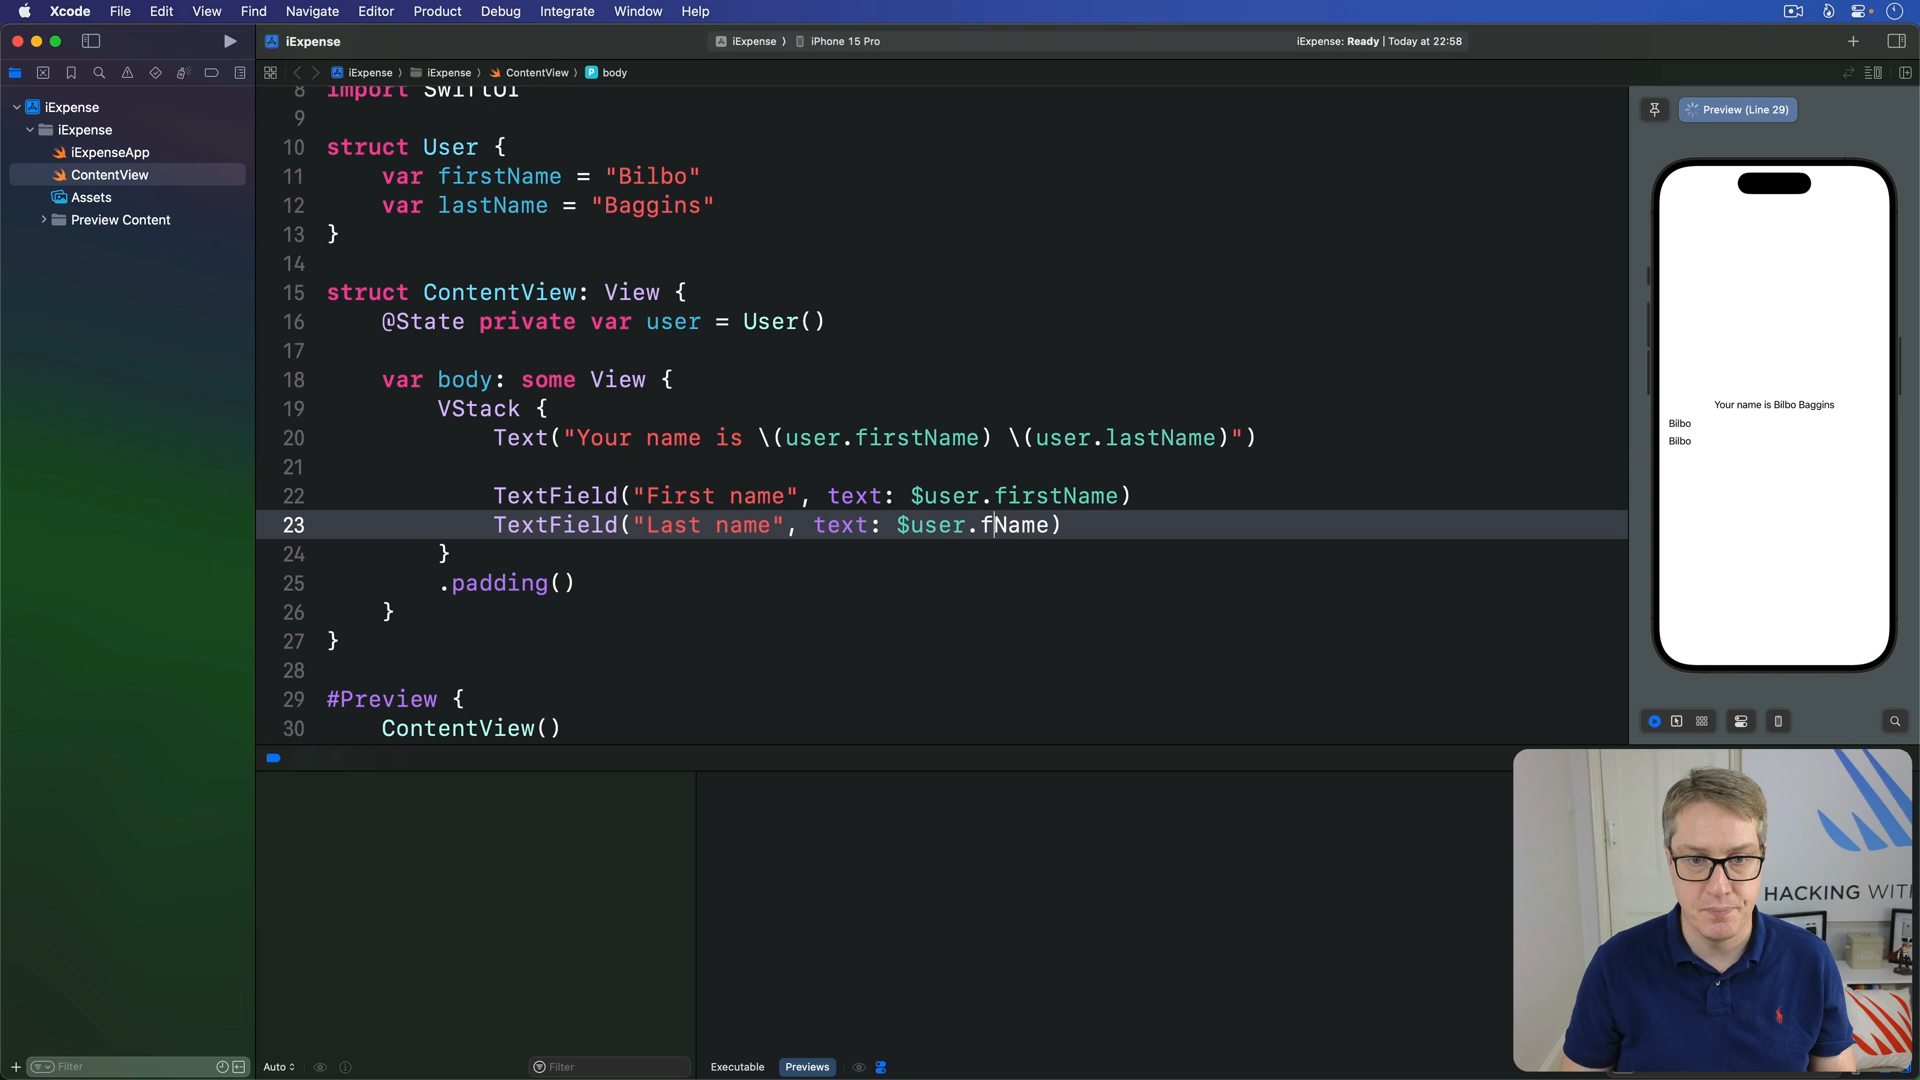 Xcode File Edit View Find Navigate Editor Product Debug Integrate Window Help
iExpense
iExpense 〉 iPhone 15 Pro
iExpense: Ready | Today at 22:58
iExpense 〉 iExpense 〉 ContentView 〉 P body
iExpense
iExpense
iExpenseApp
ContentView
Assets
Preview Content
8 import SwiftUI
9
10 struct User {
11 var firstName = "Bilbo"
12 var lastName = "Baggins"
13 }
14
15 struct ContentView: View {
16 @State private var user = User()
17
18 var body: some View {
19 VStack {
20 Text("Your name is \(user.firstName) \(user.lastName)")
21
22 TextField("First name", text: $user.firstName)
23 TextField("Last name", text: $user.fName)
24 }
25 .padding()
26 }
27 }
28
29 #Preview {
30 ContentView()
Preview (Line 29)
Your name is Bilbo Baggins
Bilbo
Bilbo
HACKING WITH
Filter
Auto
Filter
Executable Previews